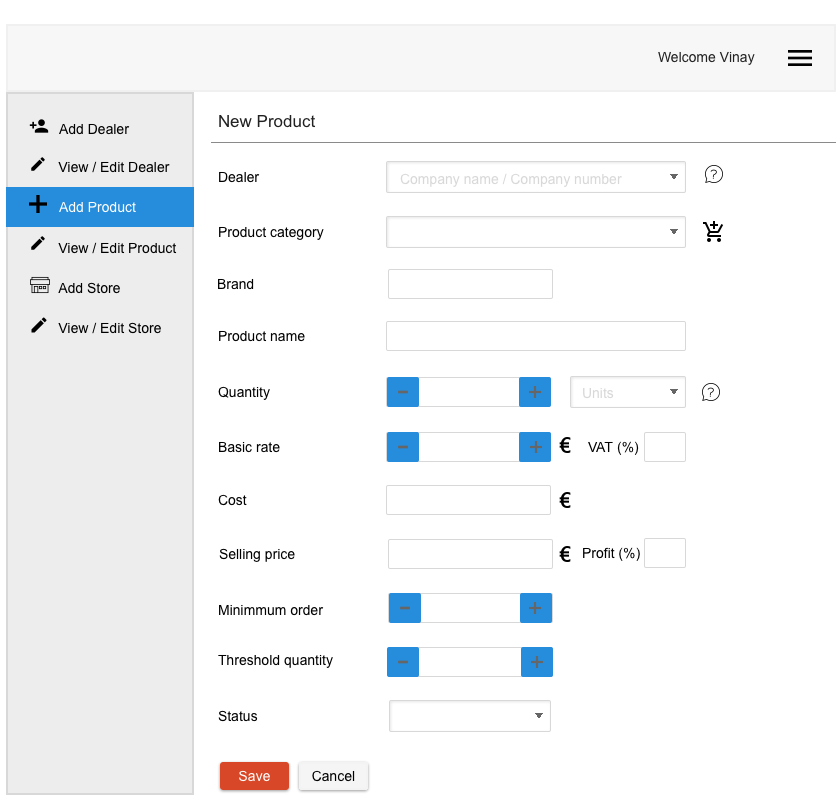 Welcome Vinay
Add Dealer
View / Edit Dealer
Add Product
View / Edit Product
Add Store
View / Edit Store
New Product
Dealer
Company name / Company number
?
Product category
Brand
Product name
Quantity
− +
Units
?
Basic rate
− +
€ VAT (%)
Cost
€
Selling price
€ Profit (%)
Minimmum order
− +
Threshold quantity
− +
Status
Save
Cancel